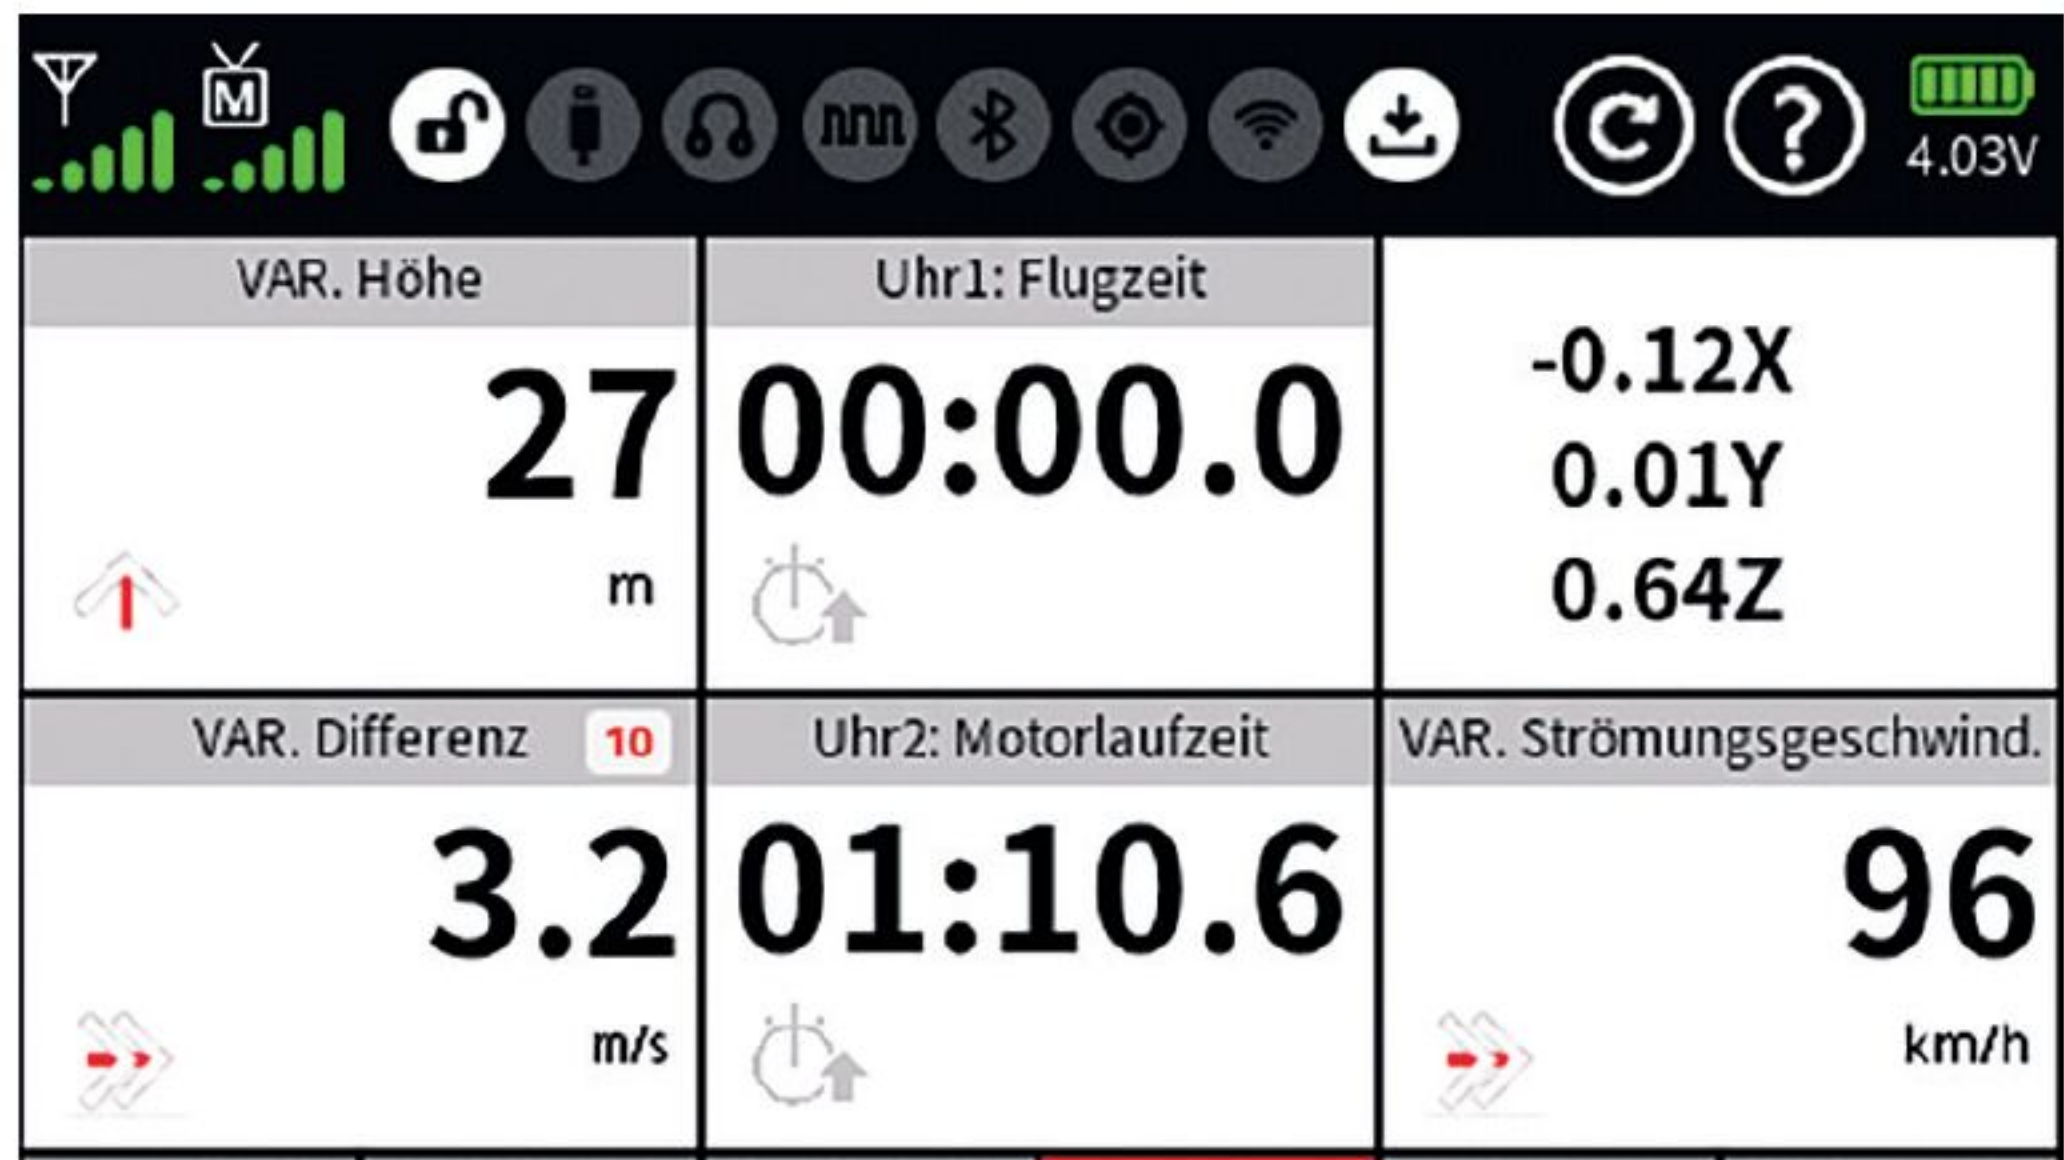 M
?
4.03V
VAR. Höhe
27
m
Uhr1: Flugzeit
00:00.0
-0.12X
0.01Y
0.64Z
VAR. Differenz 10
3.2
m/s
Uhr2: Motorlaufzeit
01:10.6
VAR. Strömungsgeschwind.
96
km/h